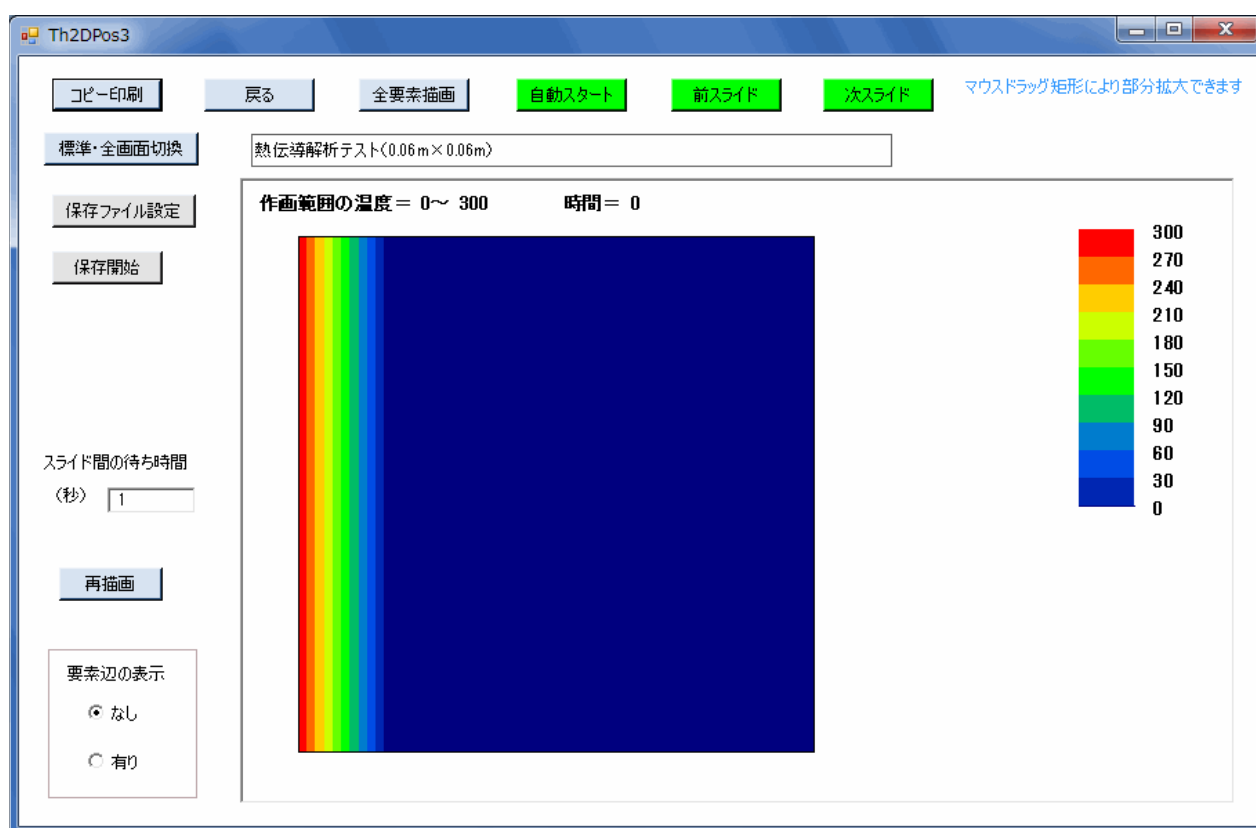 Th2DPos3
コピー印刷
戻る
全要素描画
自動スタート
前スライド
次スライド
マウスドラッグ矩形により部分拡大できます
標準・全画面切換
熱伝導解析テスト(0.06m×0.06m)
保存ファイル設定
保存開始
作画範囲の温度= 0~ 300 時間= 0
300
270
240
210
180
150
120
90
60
30
0
スライド間の待ち時間
(秒) 1
再描画
要素辺の表示
なし
有り